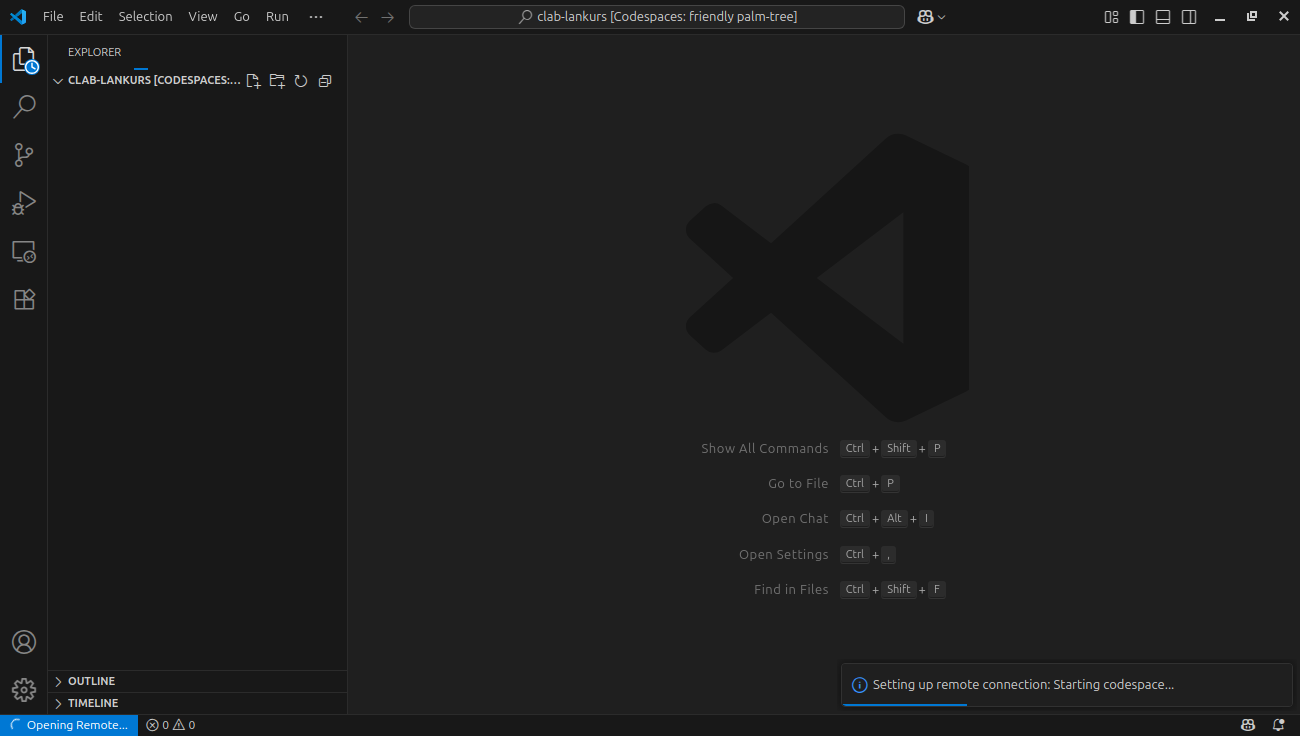 File Edit Selection View Go Run ...
clab-lankurs [Codespaces: friendly palm-tree]
EXPLORER
CLAB-LANKURS [CODESPACES:...
Show All Commands Ctrl + Shift + P
Go to File Ctrl + P
Open Chat Ctrl + Alt + I
Open Settings Ctrl + ,
Find in Files Ctrl + Shift + F
OUTLINE
TIMELINE
Setting up remote connection: Starting codespace...
Opening Remote... 0 0